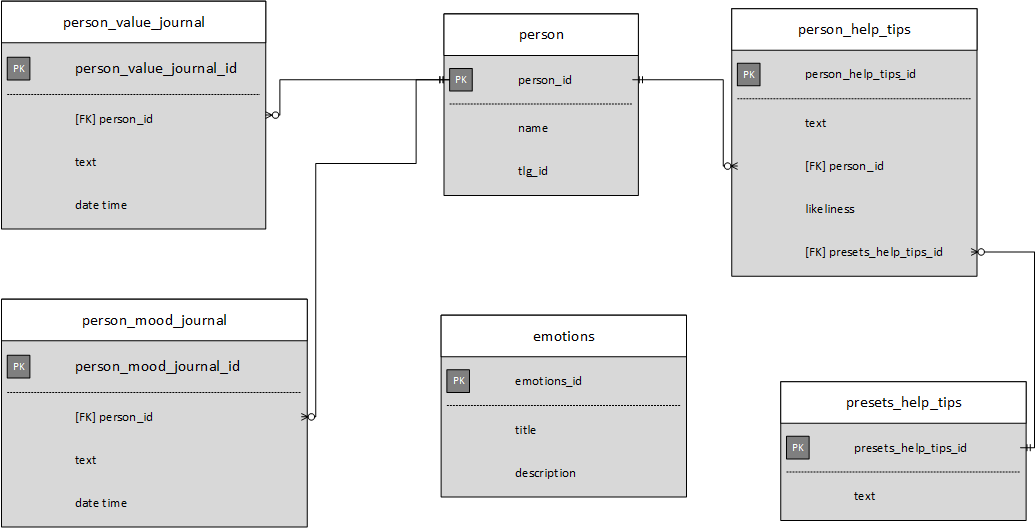 person_value_journal
PK person_value_journal_id
[FK] person_id
text
date time
person
PK person_id
name
tlg_id
person_help_tips
PK person_help_tips_id
text
[FK] person_id
likeliness
[FK] presets_help_tips_id
person_mood_journal
PK person_mood_journal_id
[FK] person_id
text
date time
emotions
PK emotions_id
title
description
presets_help_tips
PK presets_help_tips_id
text